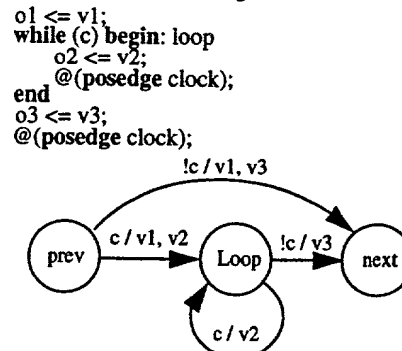 o1 <= v1;
while (c) begin: loop
o2 <= v2;
@(posedge clock);
end
o3 <= v3;
@(posedge clock);
!c / v1, v3
prev
c / v1, v2
Loop
!c / v3
next
c / v2